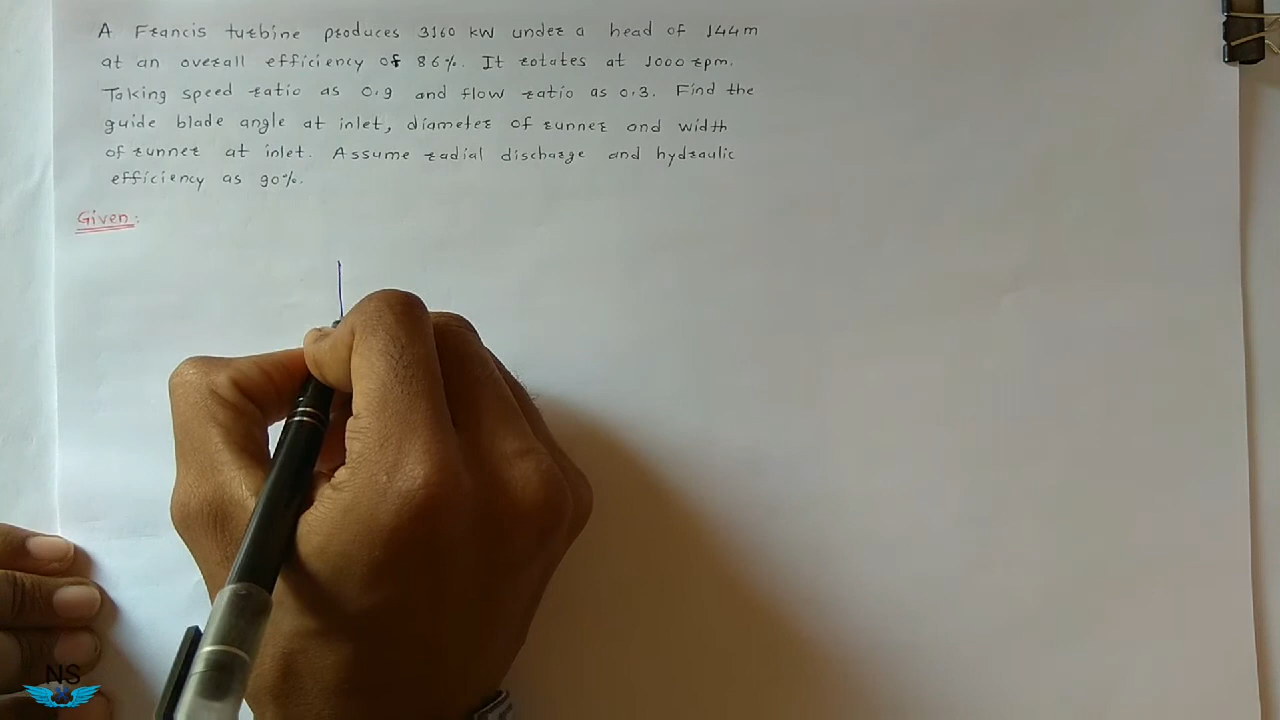 A Francis turbine produces 3160 kW under a head of 144m
at an overall efficiency of 86%. It rotates at 1000 rpm.
Taking speed ratio as 0.9 and flow ratio as 0.3. Find the
guide blade angle at inlet, diameter of runner and width
of runner at inlet. Assume radial discharge and hydraulic
efficiency as 90%.
Given:
NS